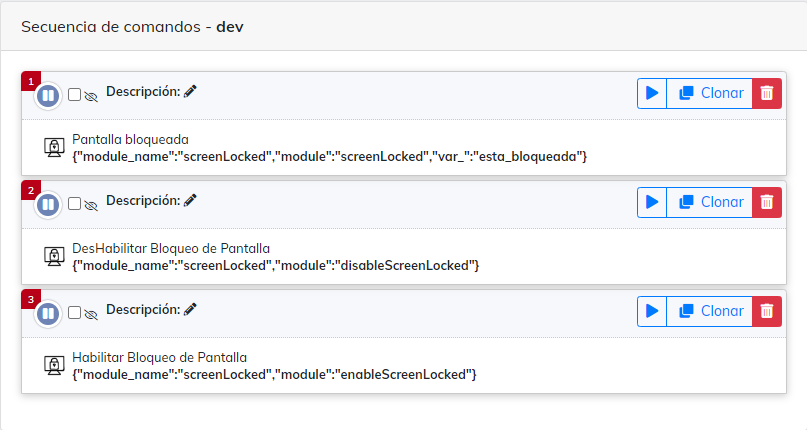 Secuencia de comandos - dev
1
Descripción:
Clonar
Pantalla bloqueada
{"module_name":"screenLocked","module":"screenLocked","var_":"esta_bloqueada"}
2
Descripción:
Clonar
DesHabilitar Bloqueo de Pantalla
{"module_name":"screenLocked","module":"disableScreenLocked"}
3
Descripción:
Clonar
Habilitar Bloqueo de Pantalla
{"module_name":"screenLocked","module":"enableScreenLocked"}